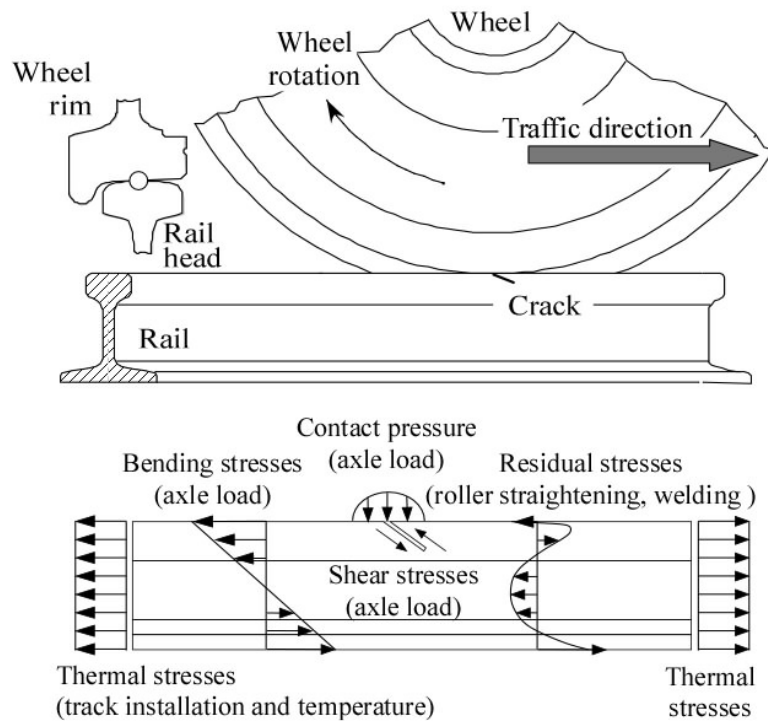 Wheel
Wheel
rotation
Wheel
rim
Traffic direction
Rail
head
Crack
Rail
Contact pressure
(axle load)
Bending stresses
(axle load)
Residual stresses
(roller straightening, welding )
Shear stresses
(axle load)
Thermal stresses
(track installation and temperature)
Thermal
stresses